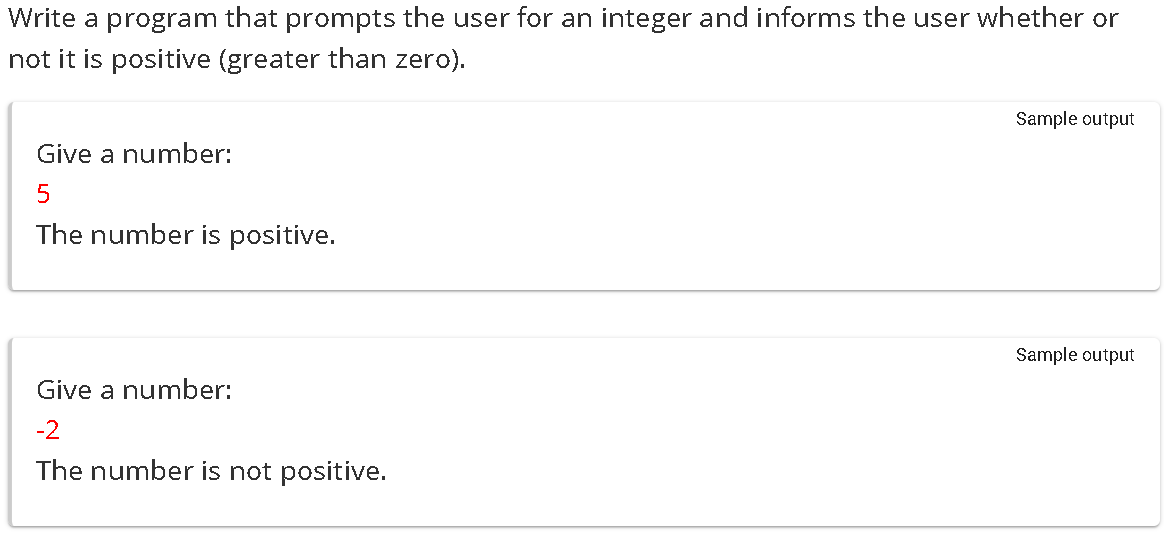 Write a program that prompts the user for an integer and informs the user whether or
not it is positive (greater than zero).
Sample output
Give a number:
5
The number is positive.
Sample output
Give a number:
-2
The number is not positive.